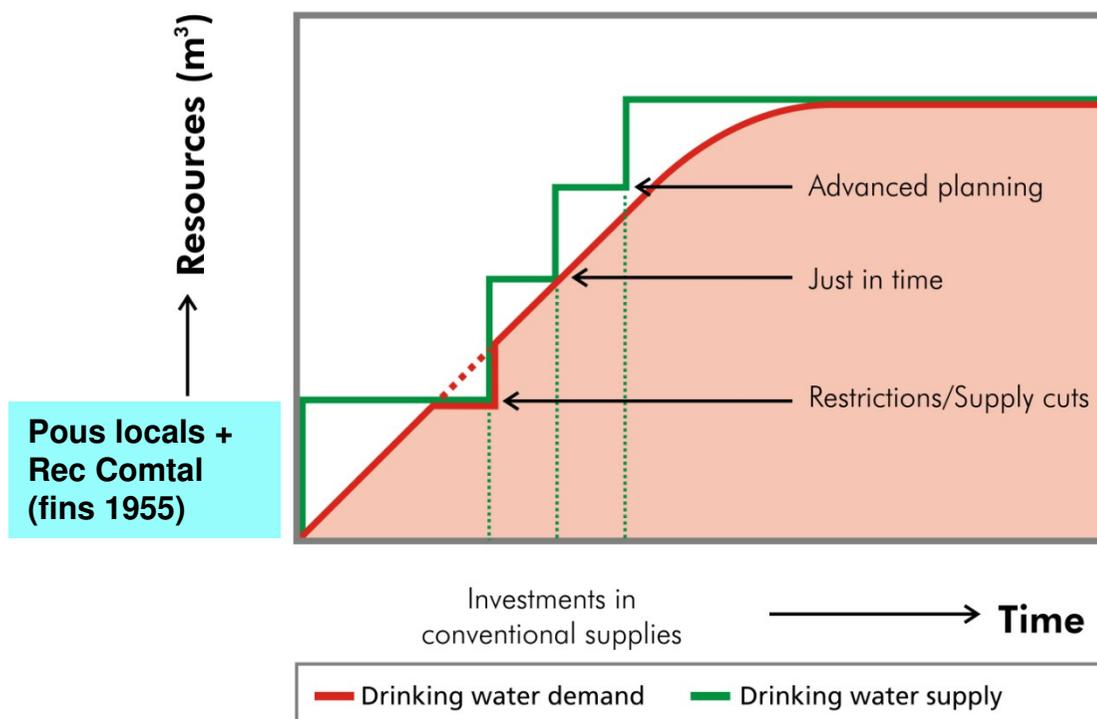 Resources (m³)
Advanced planning
Just in time
Restrictions/Supply cuts
Pous locals +
Rec Comtal
(fins 1955)
Investments in
conventional supplies
Time
Drinking water demand
Drinking water supply